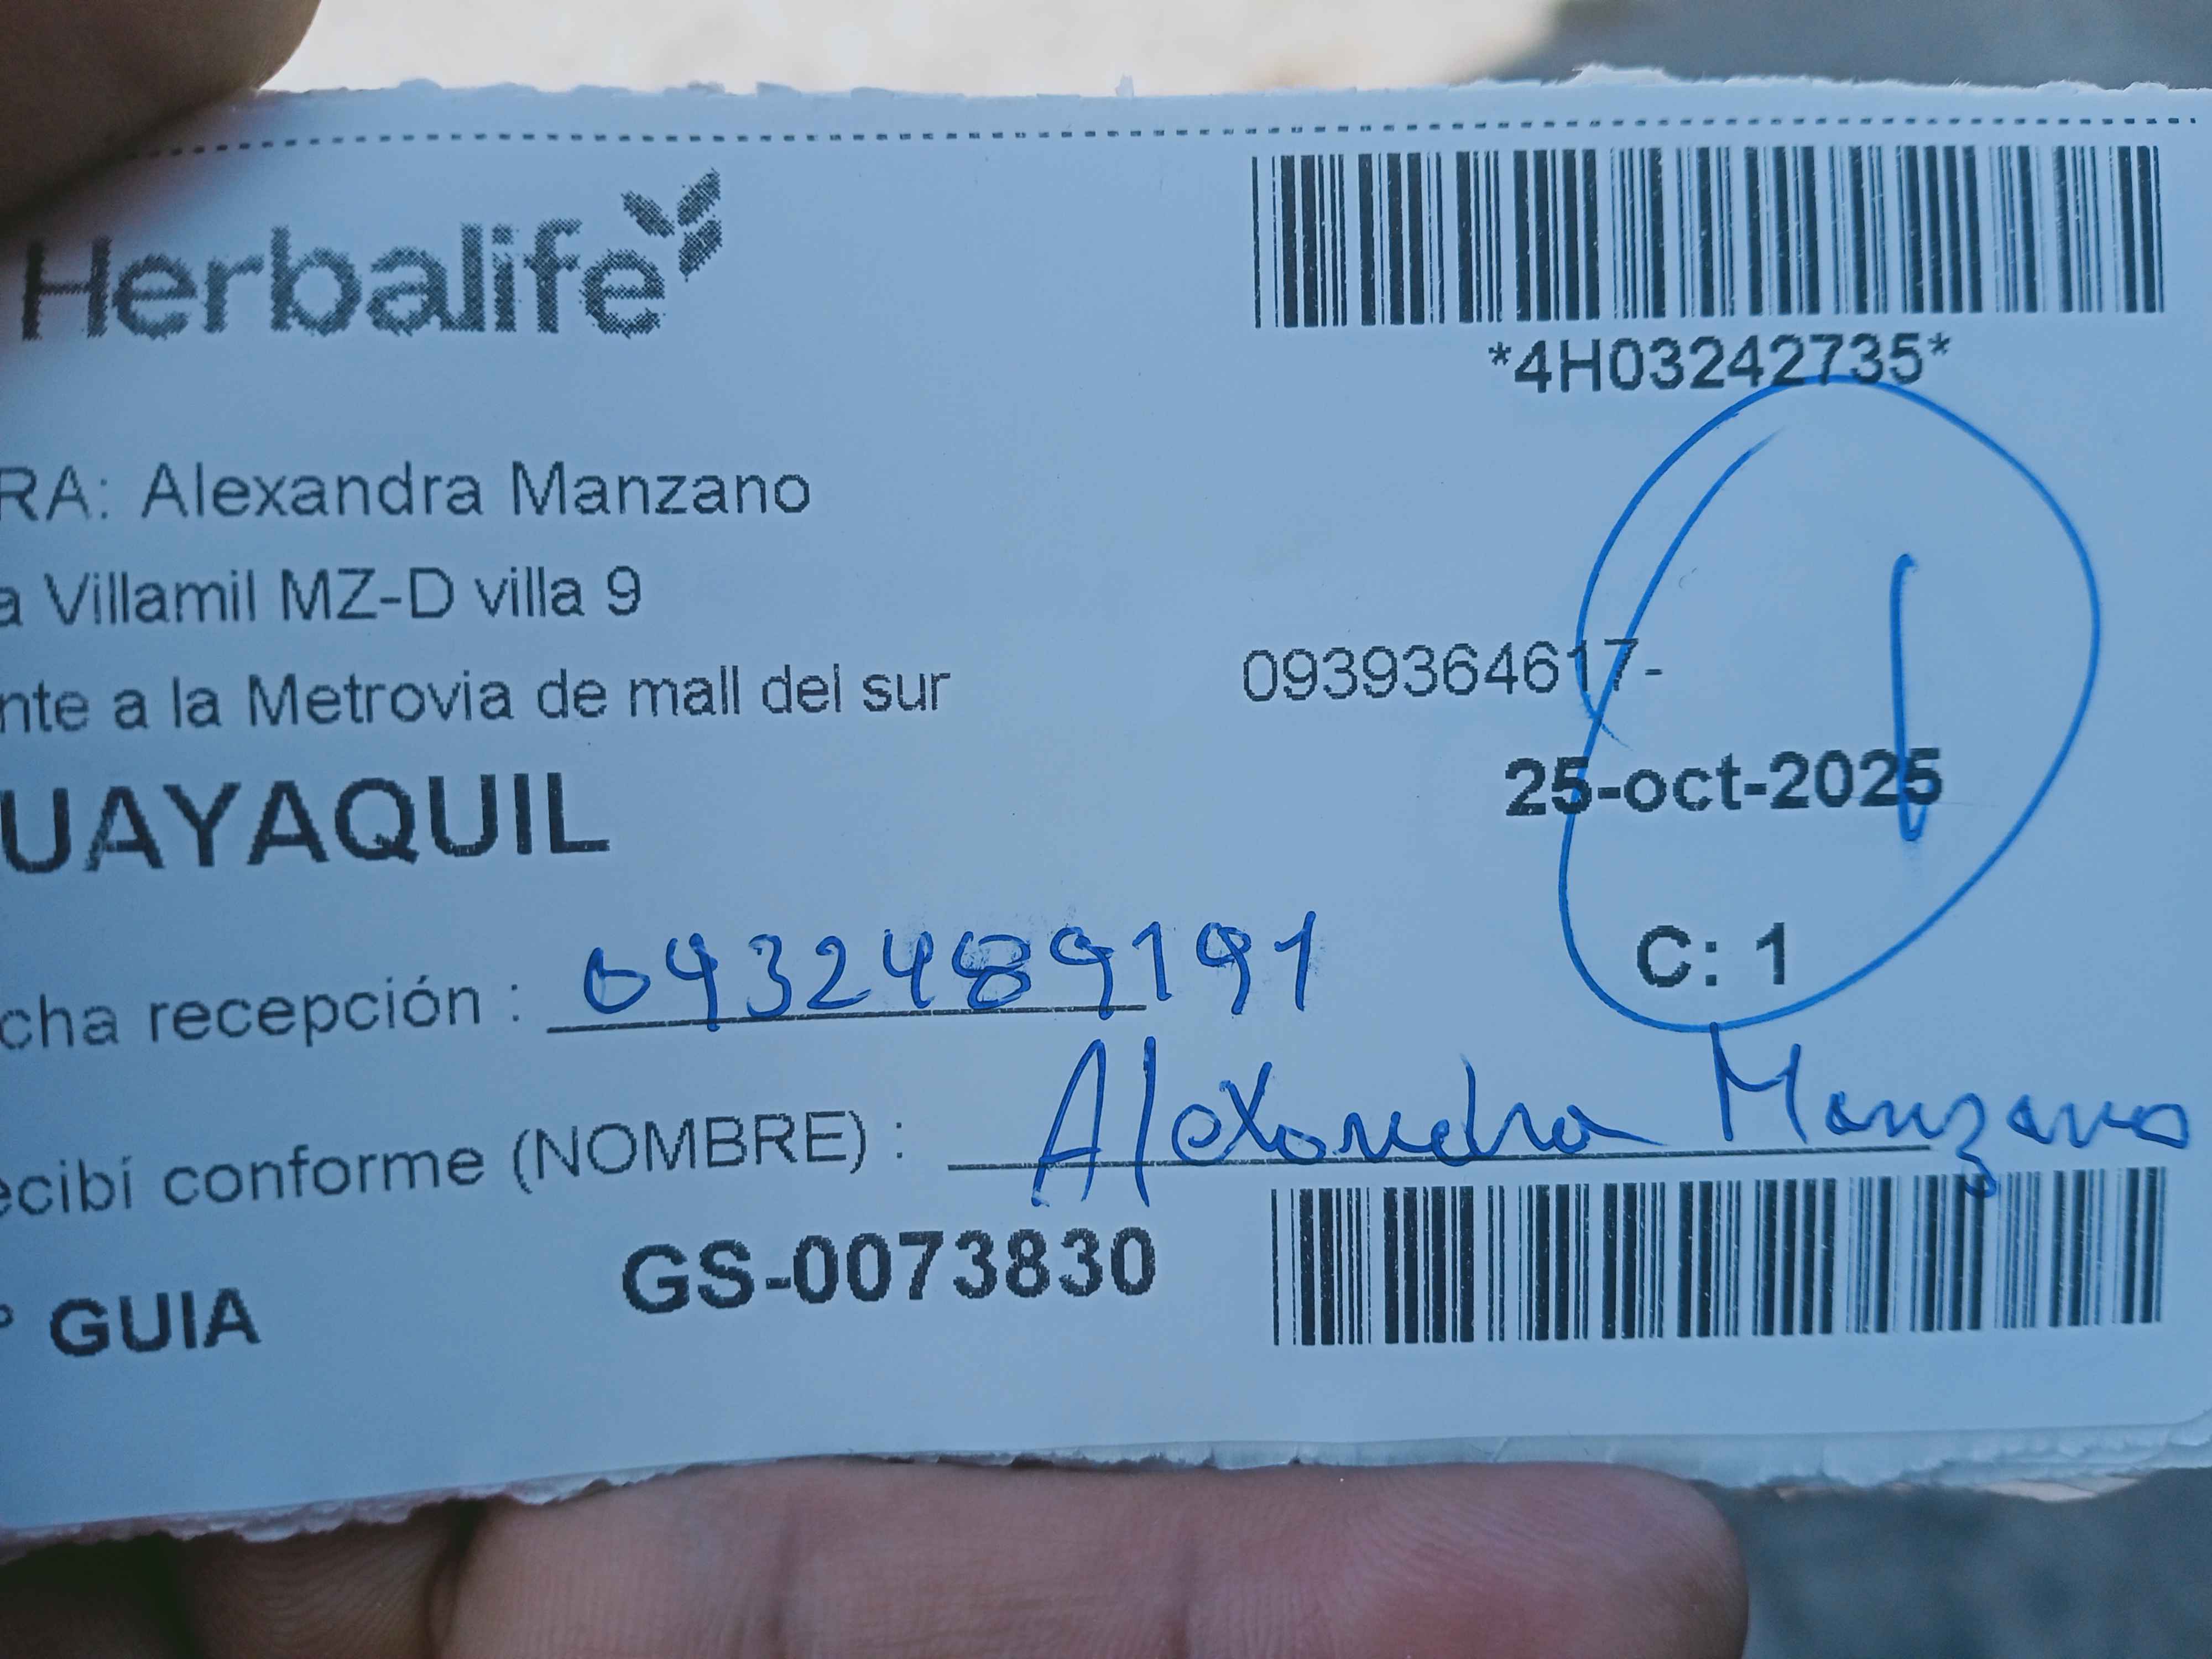 Herbalife
*4H03242735*
RA: Alexandra Manzano
a Villamil MZ-D villa 9
nte a la Metrovia de mall del sur 0939364617-
UAYAQUIL 25-oct-2025
C: 1
cha recepción : 0932489191
ecibí conforme (NOMBRE) : Alexandra Manzano
° GUIA GS-0073830